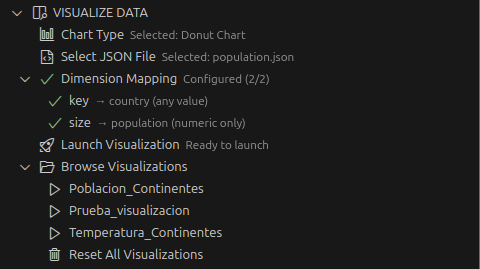 VISUALIZE DATA
Chart Type Selected: Donut Chart
Select JSON File Selected: population.json
Dimension Mapping Configured (2/2)
key → country (any value)
size → population (numeric only)
Launch Visualization Ready to launch
Browse Visualizations
Poblacion_Continentes
Prueba_visualizacion
Temperatura_Continentes
Reset All Visualizations